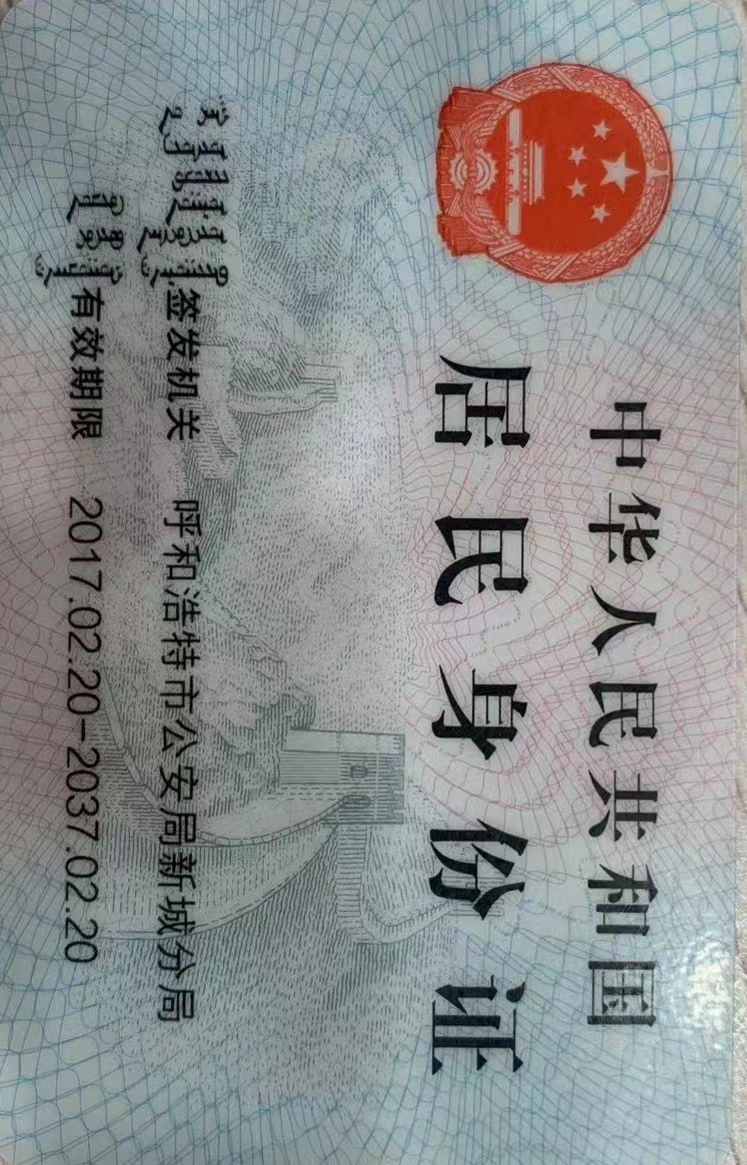 中华人民共和国
居民身份证
签发机关 呼和浩特市公安局新城分局
有效期限 2017.02.20-2037.02.20